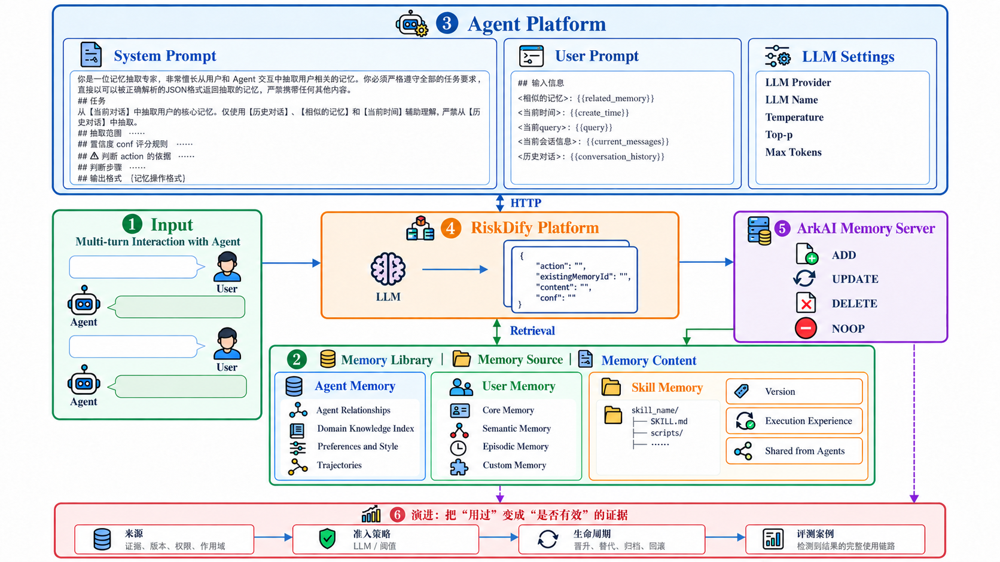 3 Agent Platform
System Prompt
你是一位记忆抽取专家，非常懂长从用户和 Agent 交互中抽取用户相关的记忆。你必须严格遵守全部的任务要求，
直接以可以被正确解析的JSON格式返回抽取的记忆，严禁携带任何其他内容。
## 任务
从【当前对话】中抽取用户的核心记忆。仅使用【历史对话】、【相似的记忆】和【当前时间】辅助理解，严禁从【历
史对话】中抽取。
## 抽取范围 ……
## 置信度 conf 评分规则 ……
## ⚠ 判断 action 的依据 ……
## 判断步骤 ……
## 输出格式 {记忆操作格式}
User Prompt
## 输入信息
<相似的记忆>: {{related_memory}}
<当前时间>: {{create_time}}
<当前query>: {{query}}
<当前会话信息>: {{current_messages}}
<历史对话>: {{conversation_history}}
LLM Settings
LLM Provider
LLM Name
Temperature
Top-p
Max Tokens
HTTP
1 Input
Multi-turn Interaction with Agent
User
Agent
User
Agent
4 RiskDify Platform
LLM
{
"action": "",
"existingMemoryId": "",
"content": "",
"conf": ""
}
5 ArkAI Memory Server
ADD
UPDATE
DELETE
NOOP
Retrieval
2 Memory Library | Memory Source | Memory Content
Agent Memory
Agent Relationships
Domain Knowledge Index
Preferences and Style
Trajectories
User Memory
Core Memory
Semantic Memory
Episodic Memory
Custom Memory
Skill Memory
skill_name/
├── SKILL.md
├── scripts/
├── ……
Version
Execution Experience
Shared from Agents
6 演进：把“用过”变成“是否有效”的证据
来源
证据、版本、权限、作用域
准入策略
LLM / 阈值
生命周期
晋升、替代、归档、回滚
评测案例
检测到结果的完整使用链路